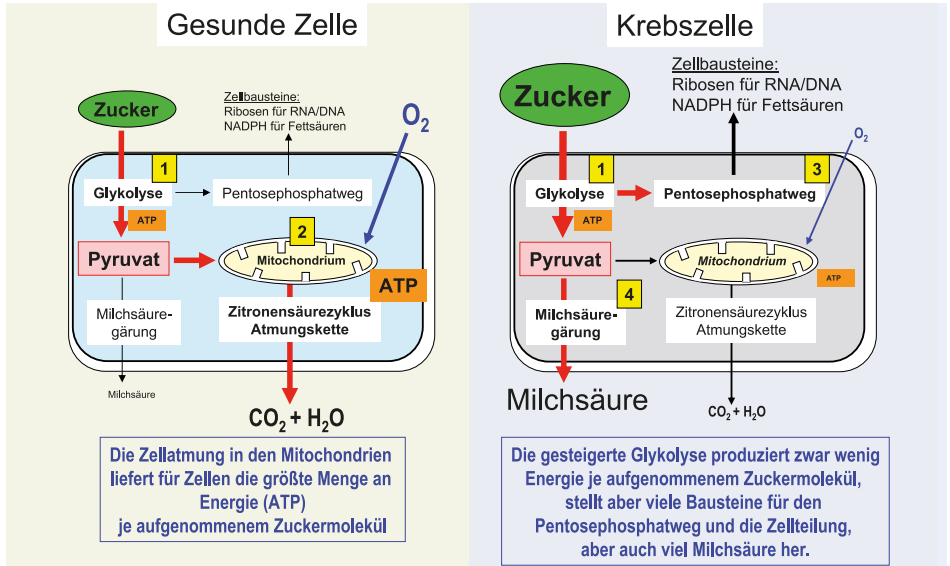 Gesunde Zelle
Zucker
Zellbausteine:
Ribosen für RNA/DNA
NADPH für Fettsäuren
O₂
1
Glykolyse
Pentosephosphatweg
ATP
2
Pyruvat
Mitochondrium
ATP
Milchsäure-
gärung
Zitronensäurezyklus
Atmungskette
Milchsäure
CO₂ + H₂O
Die Zellatmung in den Mitochondrien
liefert für Zellen die größte Menge an
Energie (ATP)
je aufgenommenem Zuckermolekül
Krebszelle
Zucker
Zellbausteine:
Ribosen für RNA/DNA
NADPH für Fettsäuren
O₂
1
3
Glykolyse
Pentosephosphatweg
ATP
Pyruvat
Mitochondrium
ATP
4
Milchsäure-
gärung
Zitronensäurezyklus
Atmungskette
Milchsäure
CO₂ + H₂O
Die gesteigerte Glykolyse produziert zwar wenig
Energie je aufgenommenem Zuckermolekül,
stellt aber viele Bausteine für den
Pentosephosphatweg und die Zellteilung,
aber auch viel Milchsäure her.